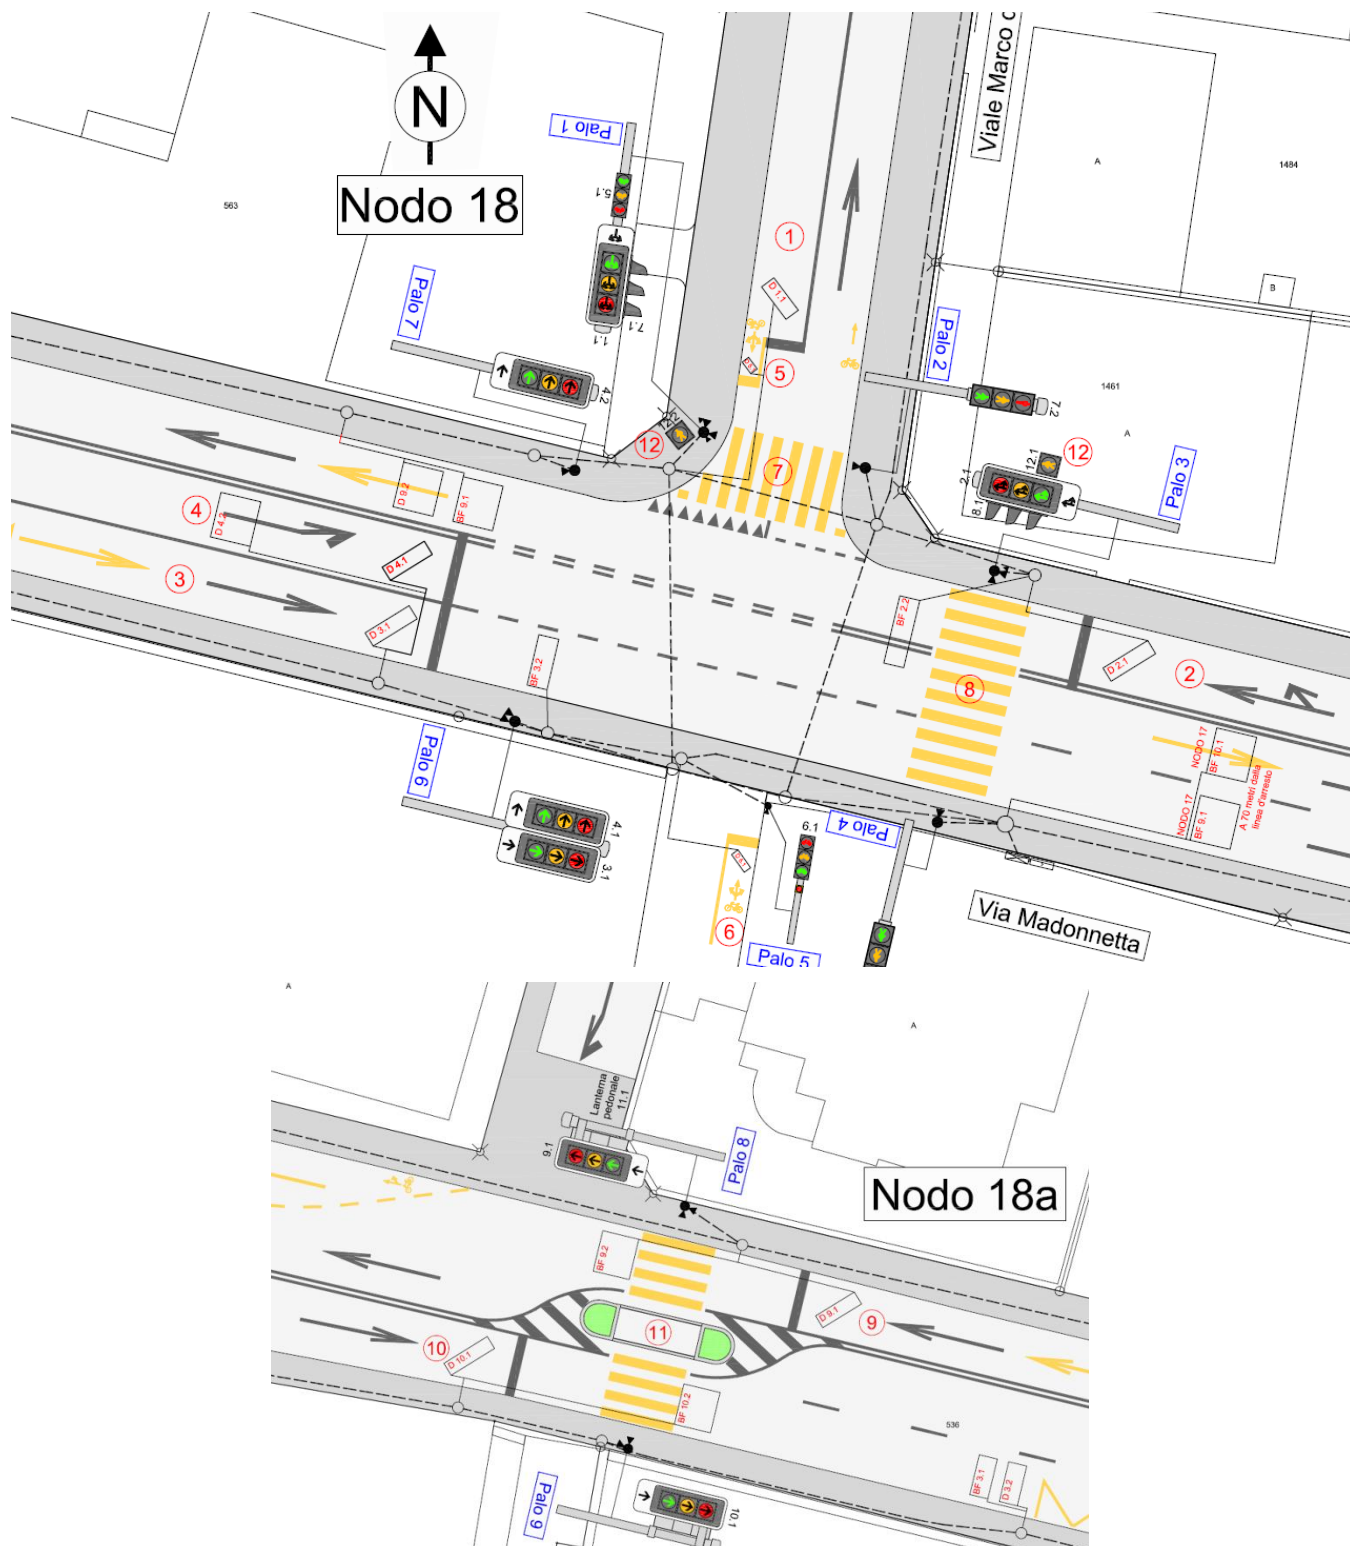 Viale Marco d
N
Palo 1
Nodo 18
563
5.1
A
1484
1
B
D 1.1
Palo 7
7.1
1.1
Palo 2
5
1461
4.2
7.2
12
A
12
12.1
7
2.1
8.1
Palo 3
D 9.2
BF 9.1
4
D 4.2
D 4.1
3
D 3.1
BF 2.2
BF 3.2
D 2.1
2
8
NODO 17
BF 10.1
NODO 17
BF 9.1
A 70 metri dalla
linea d'arresto
Palo 6
4.1
3.1
6.1
Palo 4
6
Palo 5
Via Madonnetta
A
A
Lanterna
pedonale
11.1
9.1
Palo 8
Nodo 18a
BF 9.2
D 9.1
11
9
10
D 10.1
BF 10.2
536
BF 3.1
D 3.2
Palo 9
10.1